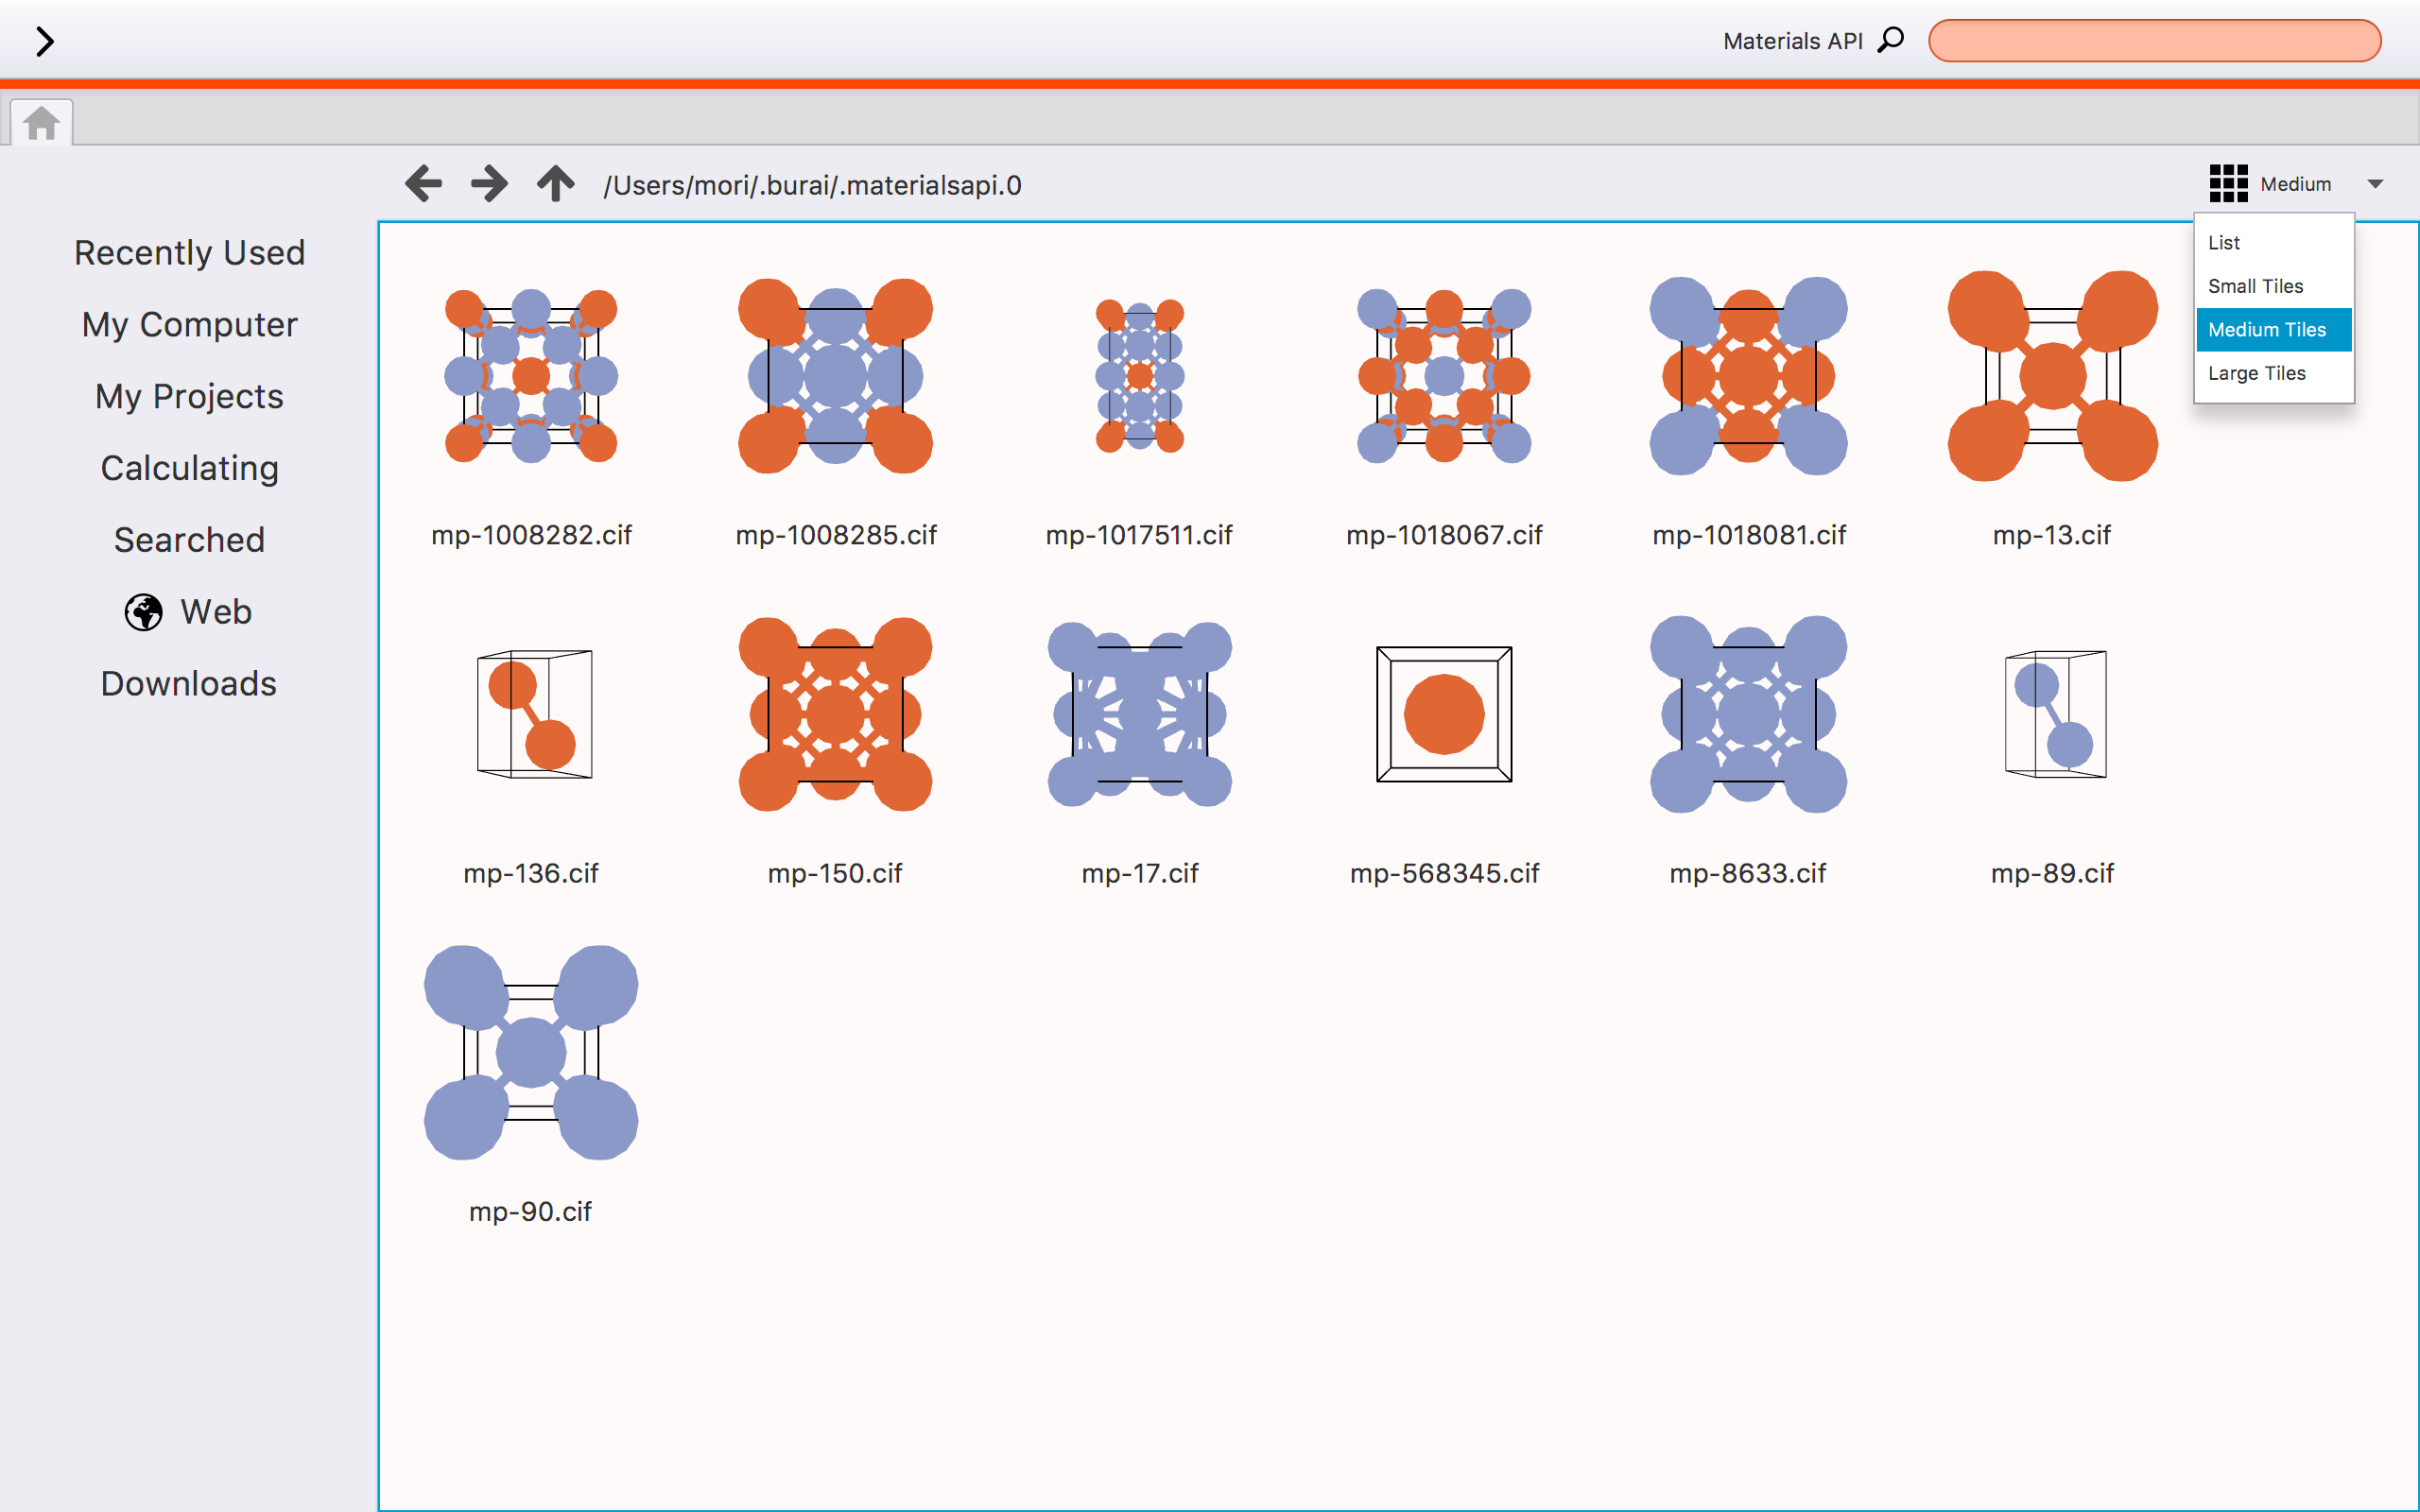 Materials API
/Users/mori/.burai/.materialsapi.0
Medium
List
Small Tiles
Medium Tiles
Large Tiles
Recently Used
My Computer
My Projects
Calculating
Searched
Web
Downloads
mp-1008282.cif
mp-1008285.cif
mp-1017511.cif
mp-1018067.cif
mp-1018081.cif
mp-13.cif
mp-136.cif
mp-150.cif
mp-17.cif
mp-568345.cif
mp-8633.cif
mp-89.cif
mp-90.cif